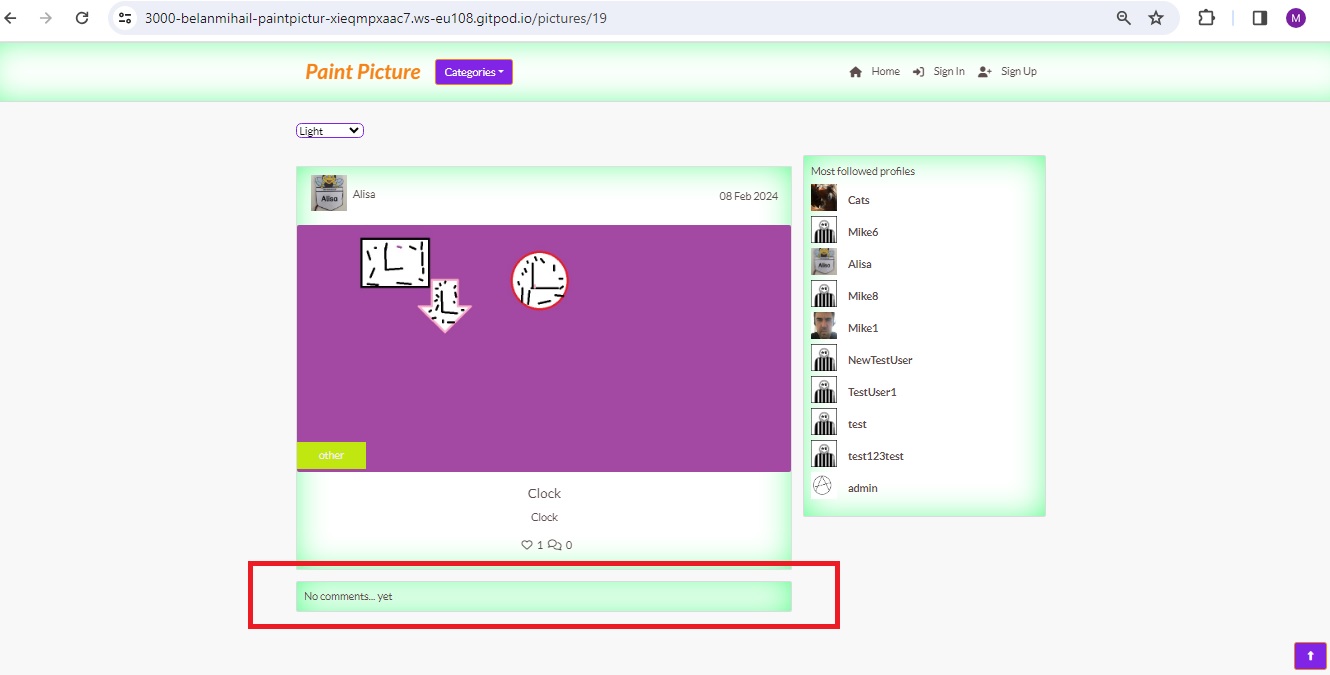 3000-belanmihail-paintpictur-xieqmpxaac7.ws-eu108.gitpod.io/pictures/19
M
Paint Picture
Categories
Home
Sign In
Sign Up
Light
Alisa
Alisa
08 Feb 2024
other
Clock
Clock
1
0
No comments... yet
Most followed profiles
Cats
Mike6
Alisa
Alisa
Mike8
Mike1
NewTestUser
TestUser1
test
test123test
admin